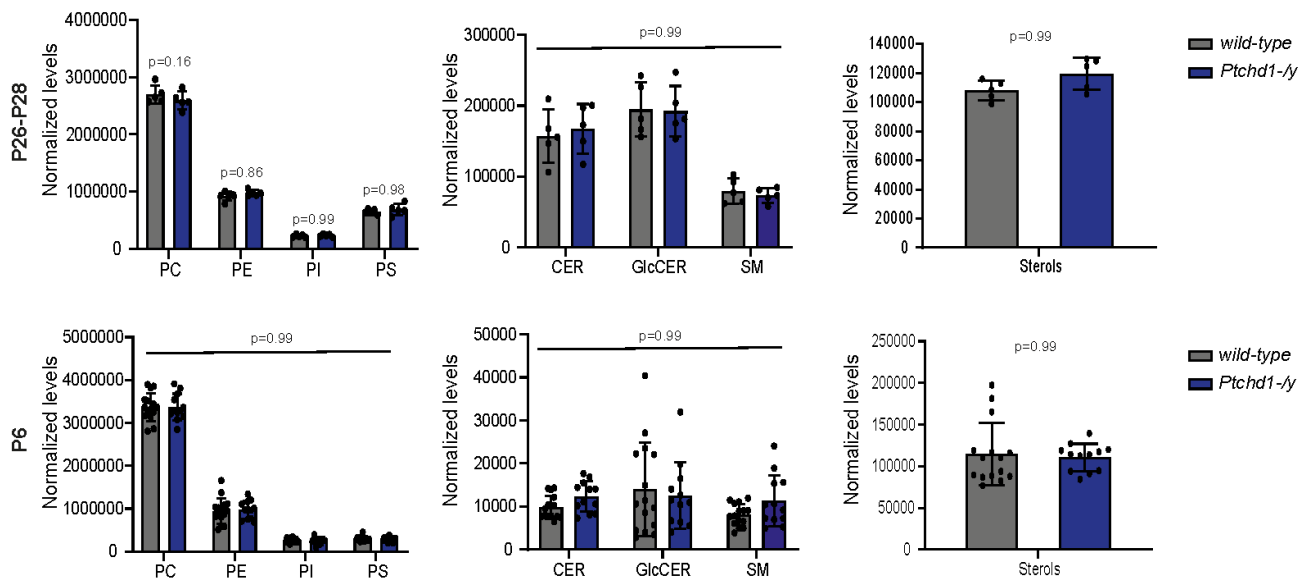 P26-P28
Normalized levels
4000000
3000000
2000000
1000000
0
p=0.16
p=0.86
p=0.99
p=0.98
PC PE PI PS
Normalized levels
300000
200000
100000
0
p=0.99
CER GlcCER SM
Normalized levels
140000
120000
100000
80000
60000
40000
20000
0
p=0.99
Sterols
wild-type
Ptchd1-/y
P6
Normalized levels
5000000
4000000
3000000
2000000
1000000
0
p=0.99
PC PE PI PS
Normalized levels
50000
40000
30000
20000
10000
0
p=0.99
CER GlcCER SM
Normalized levels
250000
200000
150000
100000
50000
0
p=0.99
Sterols
wild-type
Ptchd1-/y